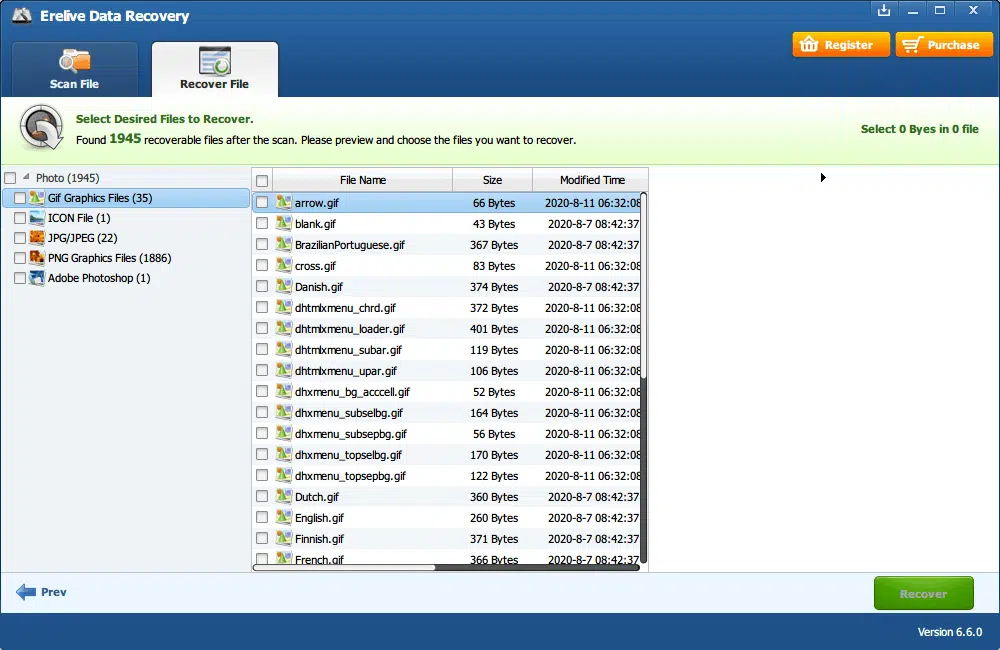 Erelive Data Recovery
Register
Purchase
Scan File
Recover File
Select Desired Files to Recover.
Found 1945 recoverable files after the scan. Please preview and choose the files you want to recover.
Select 0 Byes in 0 file
Photo (1945)
Gif Graphics Files (35)
ICON File (1)
JPG/JPEG (22)
PNG Graphics Files (1886)
Adobe Photoshop (1)
File Name Size Modified Time
arrow.gif 66 Bytes 2020-8-11 06:32:08
blank.gif 43 Bytes 2020-8-7 08:42:37
BrazilianPortuguese.gif 367 Bytes 2020-8-7 08:42:37
cross.gif 83 Bytes 2020-8-11 06:32:08
Danish.gif 374 Bytes 2020-8-7 08:42:37
dhtmlxmenu_chrd.gif 372 Bytes 2020-8-11 06:32:08
dhtmlxmenu_loader.gif 401 Bytes 2020-8-11 06:32:08
dhtmlxmenu_subar.gif 119 Bytes 2020-8-11 06:32:08
dhtmlxmenu_upar.gif 106 Bytes 2020-8-11 06:32:08
dhxmenu_bg_acccell.gif 52 Bytes 2020-8-11 06:32:08
dhxmenu_subselbg.gif 164 Bytes 2020-8-11 06:32:08
dhxmenu_subsepbg.gif 56 Bytes 2020-8-11 06:32:08
dhxmenu_topselbg.gif 170 Bytes 2020-8-11 06:32:08
dhxmenu_topsepbg.gif 122 Bytes 2020-8-11 06:32:08
Dutch.gif 360 Bytes 2020-8-7 08:42:37
English.gif 260 Bytes 2020-8-7 08:42:37
Finnish.gif 371 Bytes 2020-8-7 08:42:37
French.gif 366 Bytes 2020-8-7 08:42:37
Prev
Recover
Version 6.6.0